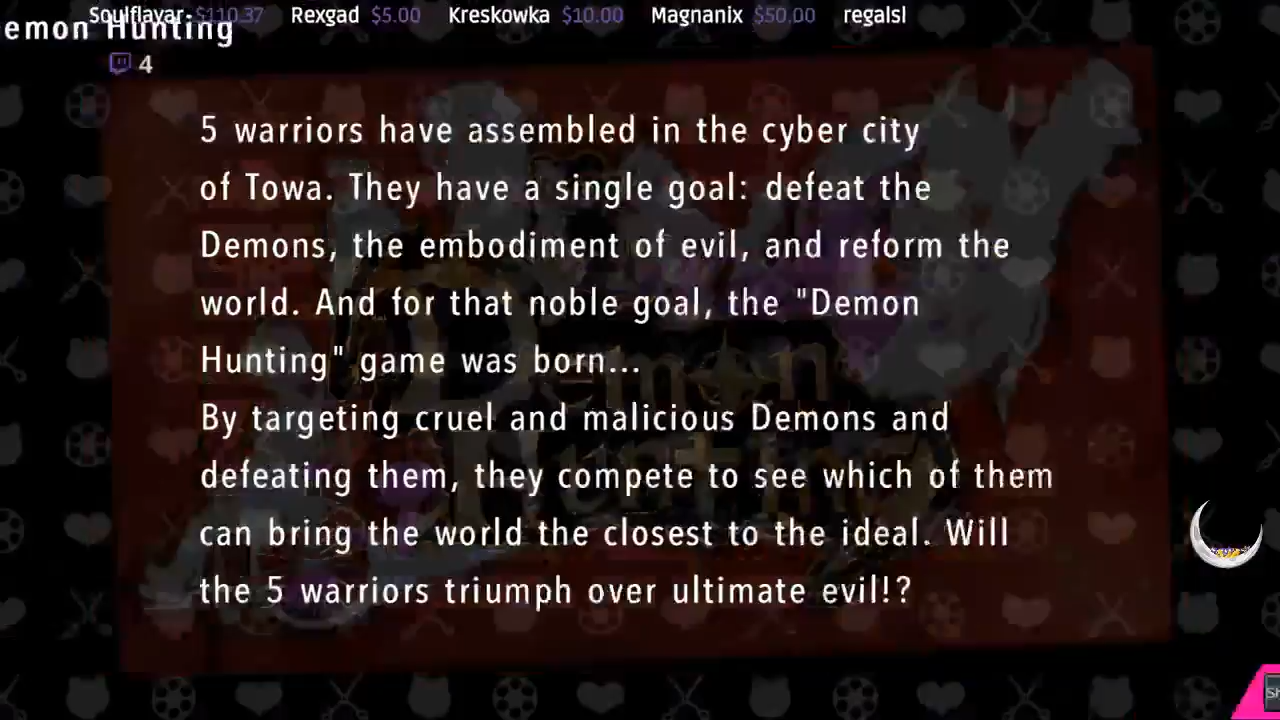 Soulflayar $110.37 Rexgad $5.00 Kreskowka $10.00 Magnanix $50.00 regalsl
emon Hunting
4
5 warriors have assembled in the cyber city
of Towa. They have a single goal: defeat the
Demons, the embodiment of evil, and reform the
world. And for that noble goal, the "Demon
Hunting" game was born...
By targeting cruel and malicious Demons and
defeating them, they compete to see which of them
can bring the world the closest to the ideal. Will
the 5 warriors triumph over ultimate evil!?
Demon
Hunting